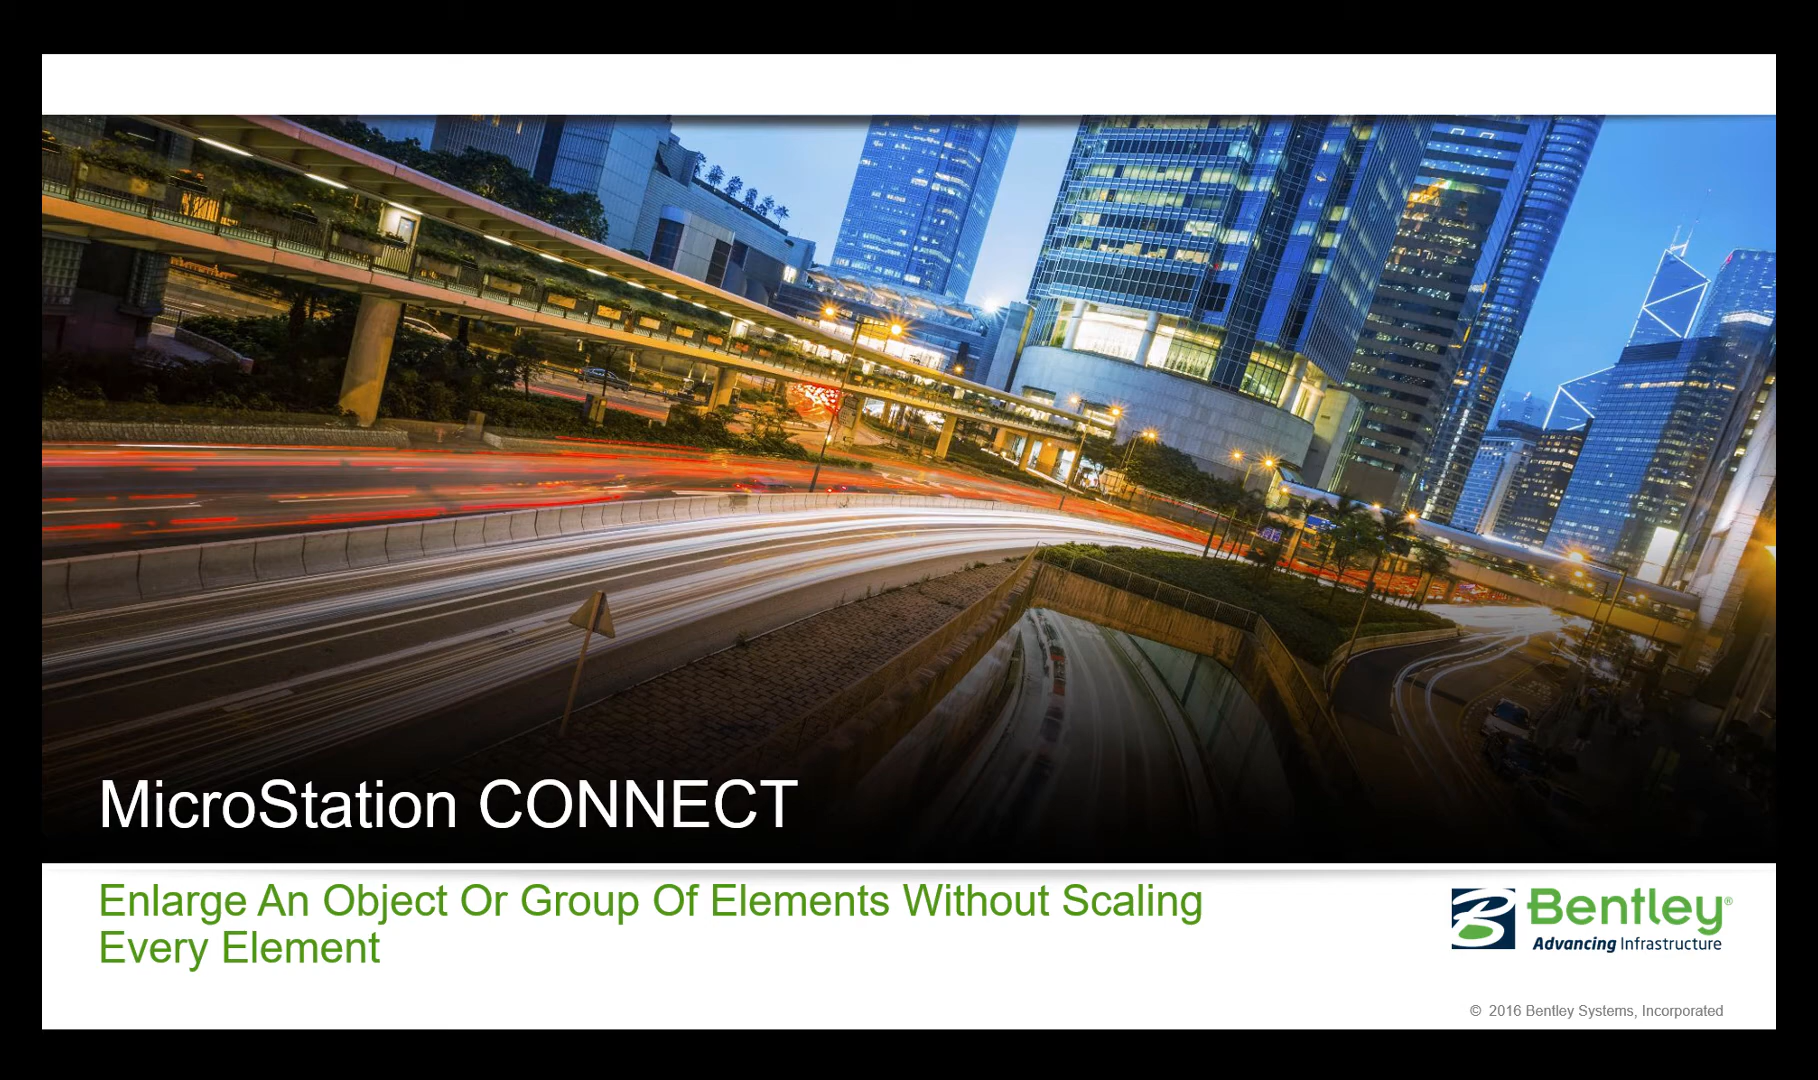 MicroStation CONNECT
Enlarge An Object Or Group Of Elements Without Scaling
Every Element
Bentley®
Advancing Infrastructure
© 2016 Bentley Systems, Incorporated